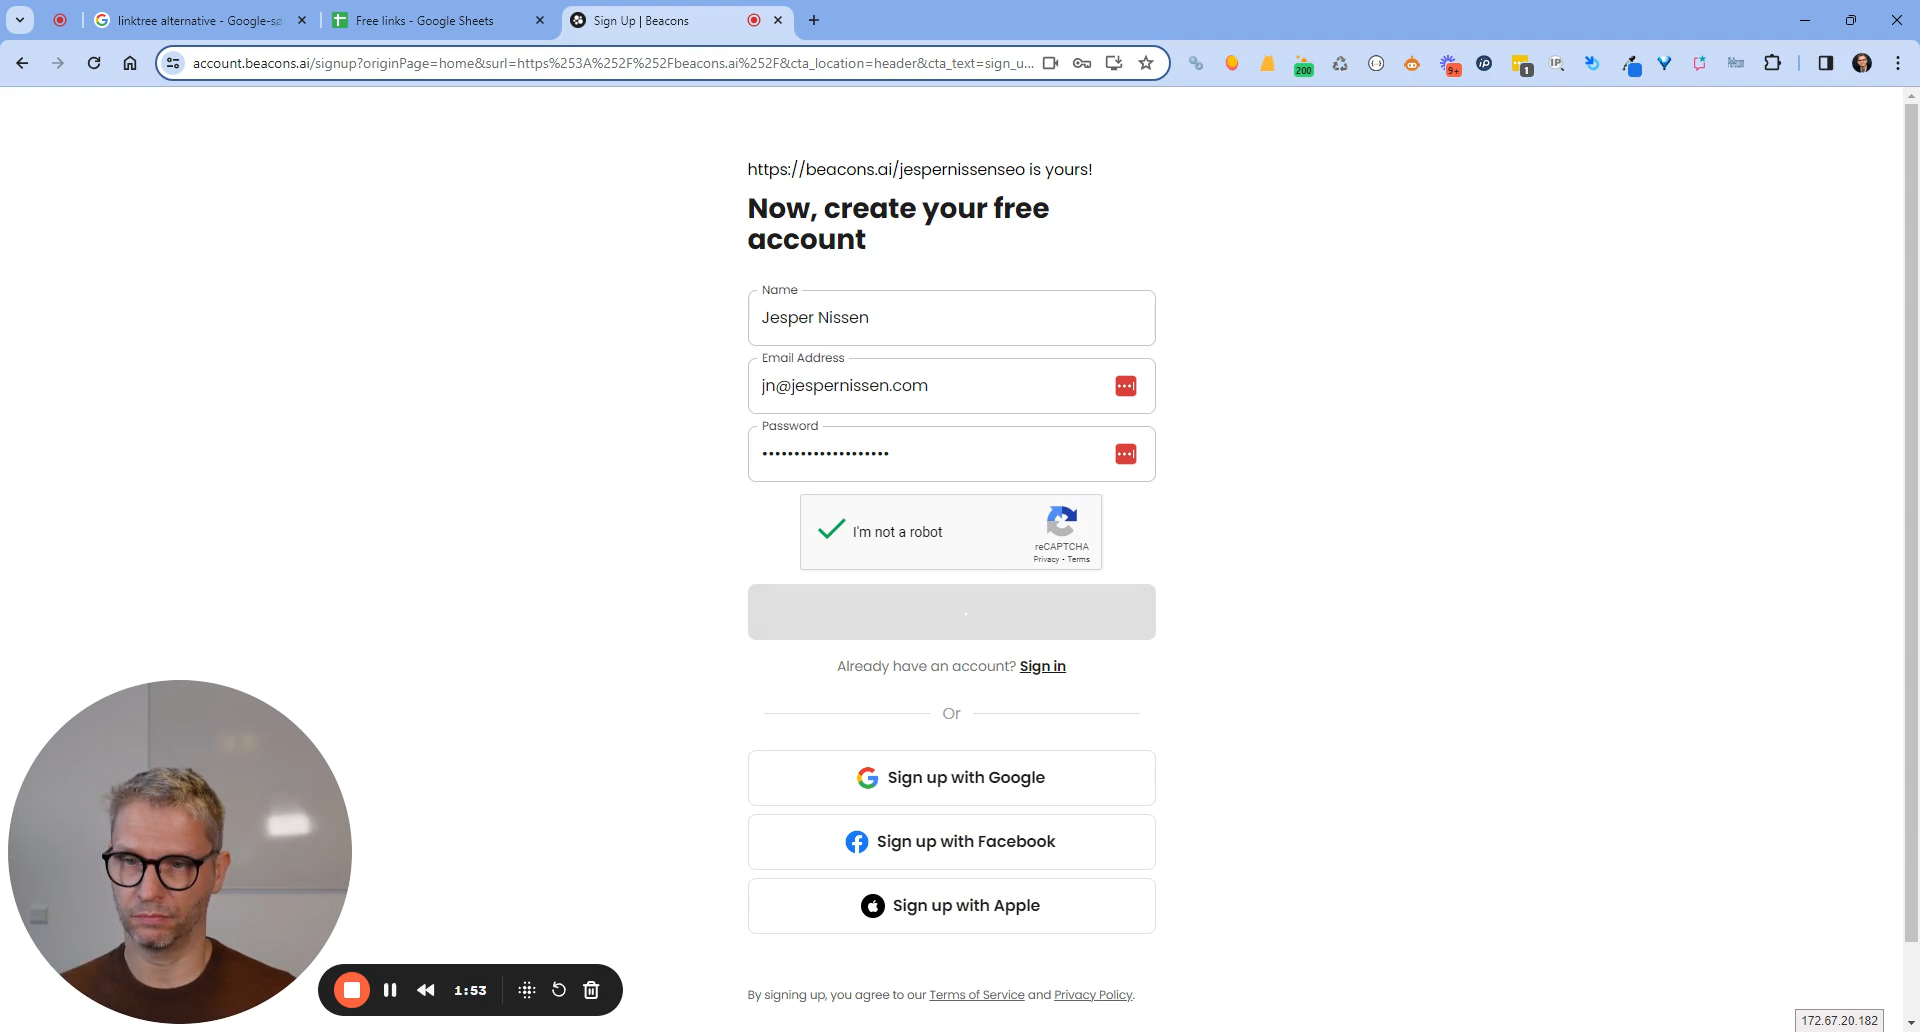 linktree alternative - Google-sø
Free links - Google Sheets
Sign Up | Beacons
account.beacons.ai/signup?originPage=home&surl=https%253A%252F%252Fbeacons.ai%252F&cta_location=header&cta_text=sign_u...
200
9+
1
IP
https://beacons.ai/jespernissenseo is yours!
Now, create your free
account
Name
Jesper Nissen
Email Address
jn@jespernissen.com
Password
I'm not a robot
reCAPTCHA
Privacy - Terms
Already have an account? Sign in
Or
Sign up with Google
Sign up with Facebook
Sign up with Apple
1:53
By signing up, you agree to our Terms of Service and Privacy Policy.
172.67.20.182